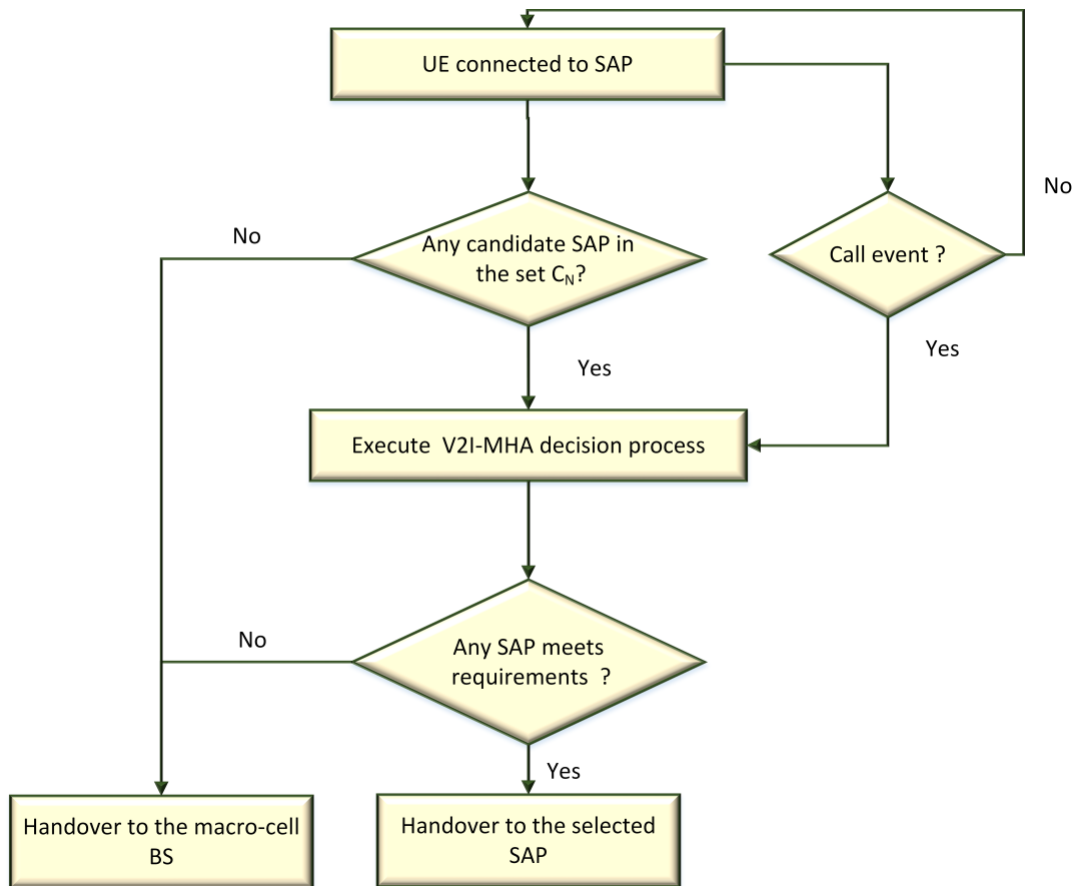 UE connected to SAP
No
No
Any candidate SAP in
the set C_N?
Call event ?
Yes
Yes
Execute V2I-MHA decision process
No
Any SAP meets
requirements ?
Yes
Handover to the macro-cell
BS
Handover to the selected
SAP